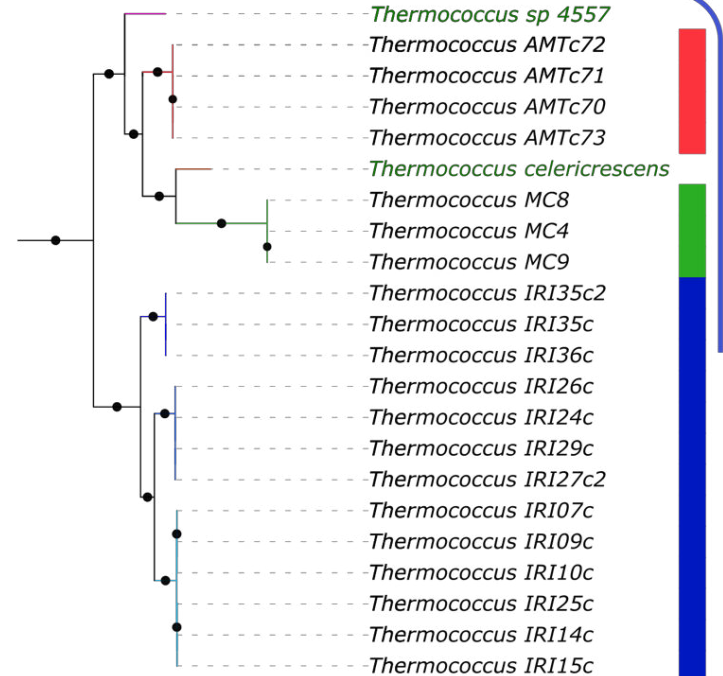 Thermococcus sp 4557
Thermococcus AMTc72
Thermococcus AMTc71
Thermococcus AMTc70
Thermococcus AMTc73
Thermococcus celericrescens
Thermococcus MC8
Thermococcus MC4
Thermococcus MC9
Thermococcus IRI35c2
Thermococcus IRI35c
Thermococcus IRI36c
Thermococcus IRI26c
Thermococcus IRI24c
Thermococcus IRI29c
Thermococcus IRI27c2
Thermococcus IRI07c
Thermococcus IRI09c
Thermococcus IRI10c
Thermococcus IRI25c
Thermococcus IRI14c
Thermococcus IRI15c